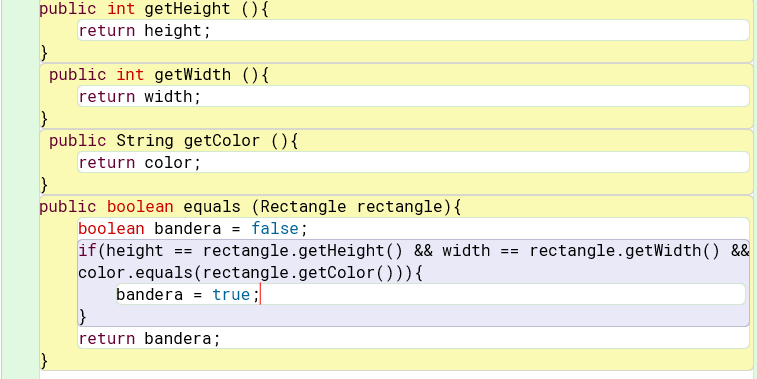 public int getHeight (){
return height;
}
public int getWidth (){
return width;
}
public String getColor (){
return color;
}
public boolean equals (Rectangle rectangle){
boolean bandera = false;
if(height == rectangle.getHeight() && width == rectangle.getWidth() &&
color.equals(rectangle.getColor())){
bandera = true;
}
return bandera;
}